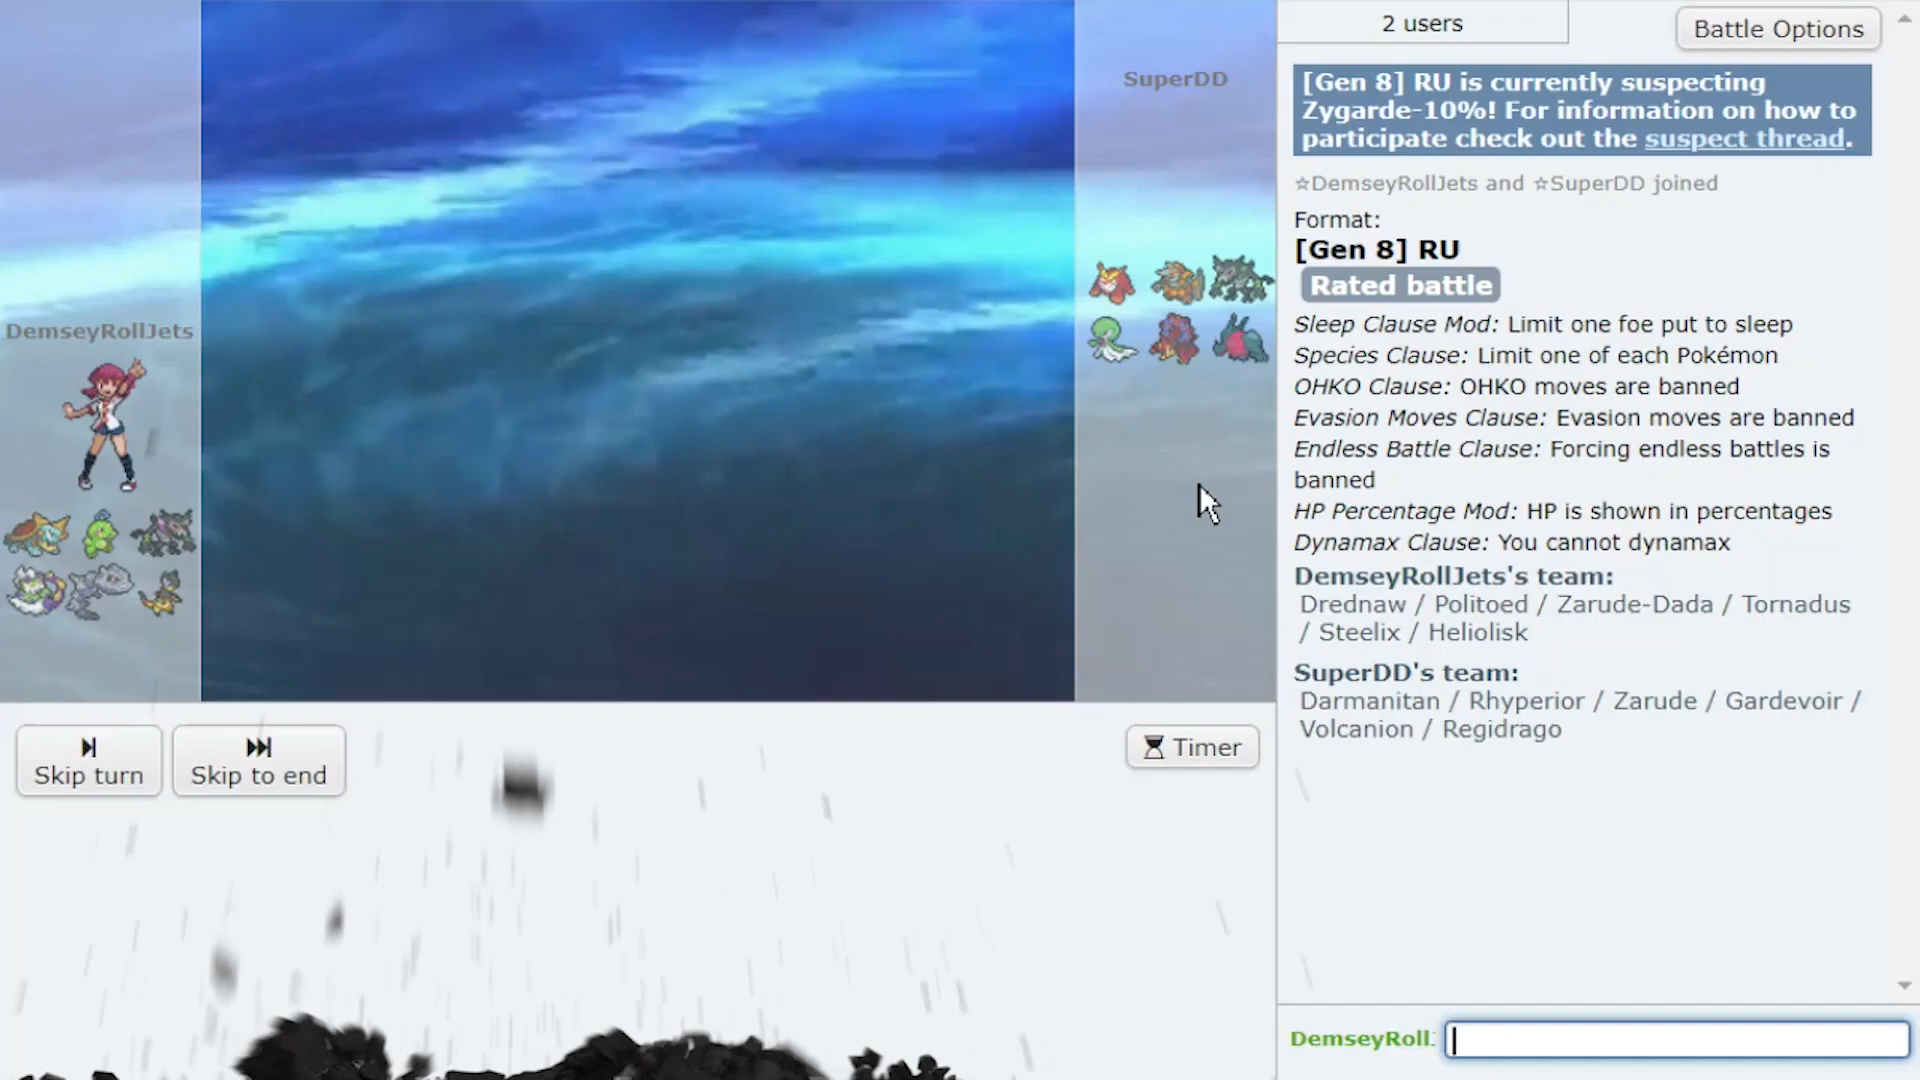 SuperDD
DemseyRollJets
Skip turn
Skip to end
Timer
2 users
Battle Options
[Gen 8] RU is currently suspecting
Zygarde-10%! For information on how to
participate check out the suspect thread.
☆DemseyRollJets and ☆SuperDD joined
Format:
[Gen 8] RU
Rated battle
Sleep Clause Mod: Limit one foe put to sleep
Species Clause: Limit one of each Pokémon
OHKO Clause: OHKO moves are banned
Evasion Moves Clause: Evasion moves are banned
Endless Battle Clause: Forcing endless battles is
banned
HP Percentage Mod: HP is shown in percentages
Dynamax Clause: You cannot dynamax
DemseyRollJets's team:
Drednaw / Politoed / Zarude-Dada / Tornadus
/ Steelix / Heliolisk
SuperDD's team:
Darmanitan / Rhyperior / Zarude / Gardevoir /
Volcanion / Regidrago
DemseyRoll